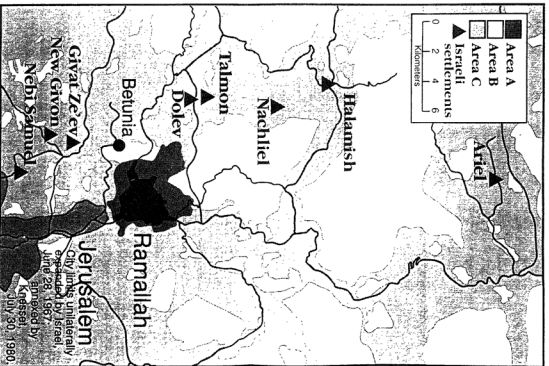 Area A
Area B
Area C
Israeli
settlements
0 2 4 6
Kilometers
Ariel
Halamish
Nachliel
Talmon
Dolev
Betunia
Ramallah
Givat Ze'ev
New Givon
Nebi Samuel
Jerusalem
City limits unilaterally
expanded by Israel
June 28, 1967;
annexed by
Knesset
July 30, 1980.